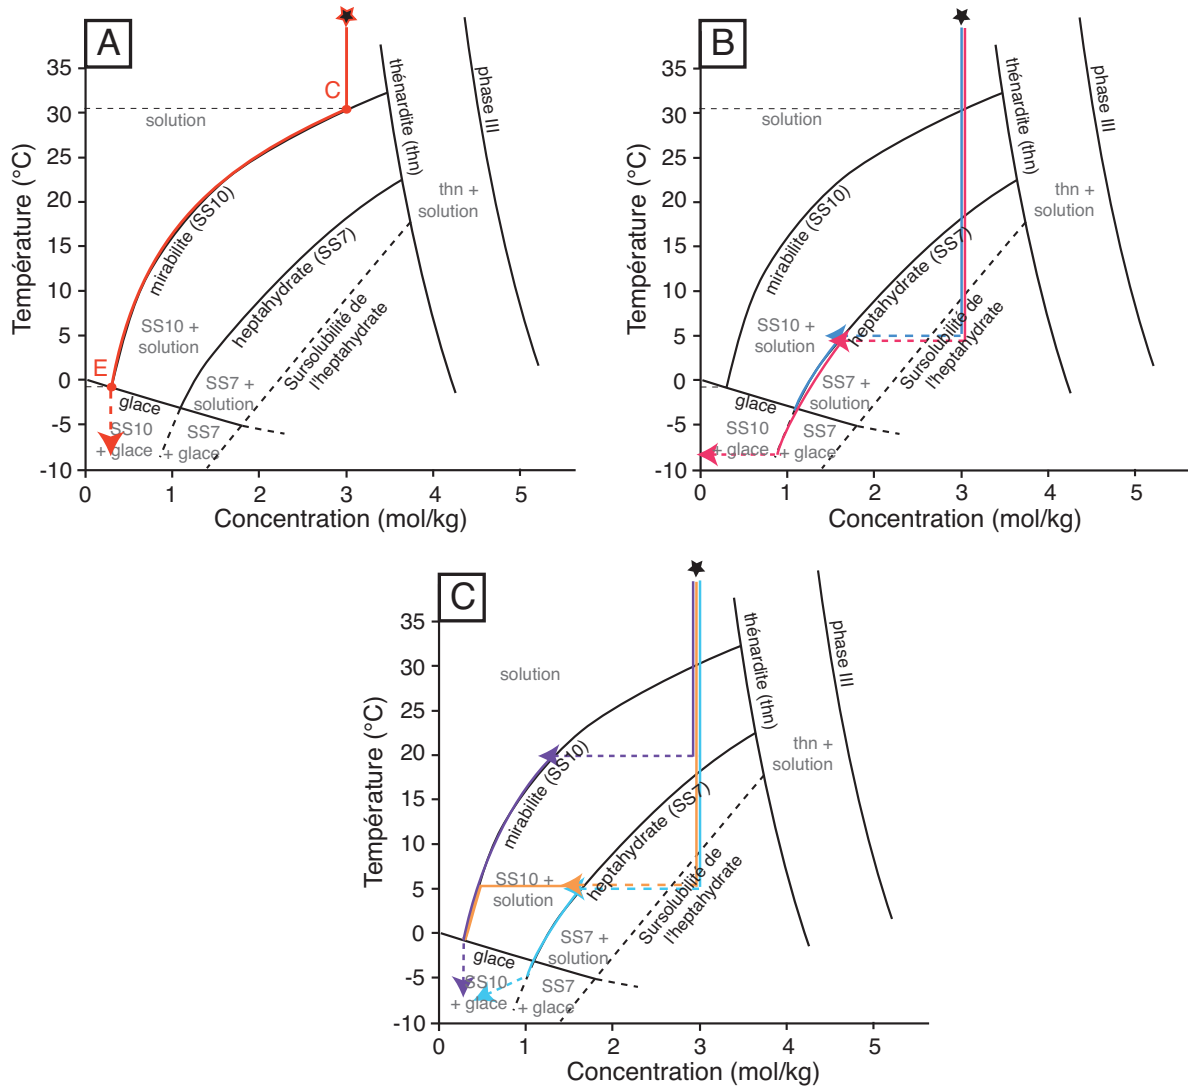 A
Température (°C)
35
30
25
20
15
10
5
0
-5
-10
0
1
2
3
4
5
Concentration (mol/kg)
C
E
solution
mirabilite (SS10)
heptahydrate (SS7)
thénardite (thn)
phase III
thn +
solution
SS10 +
solution
SS7 +
solution
Sursolubilité de
l'heptahydrate
glace
SS10
+ glace
SS7
+ glace
B
Température (°C)
35
30
25
20
15
10
5
0
-5
-10
0
1
2
3
4
5
Concentration (mol/kg)
solution
mirabilite (SS10)
heptahydrate (SS7)
thénardite (thn)
phase III
thn +
solution
SS10 +
solution
SS7 +
solution
Sursolubilité de
l'heptahydrate
glace
SS10
+ glace
SS7
+ glace
C
Température (°C)
35
30
25
20
15
10
5
0
-5
-10
0
1
2
3
4
5
Concentration (mol/kg)
solution
mirabilite (SS10)
heptahydrate (SS7)
thénardite (thn)
phase III
thn +
solution
SS10 +
solution
SS7 +
solution
Sursolubilité de
l'heptahydrate
glace
SS10
+ glace
SS7
+ glace